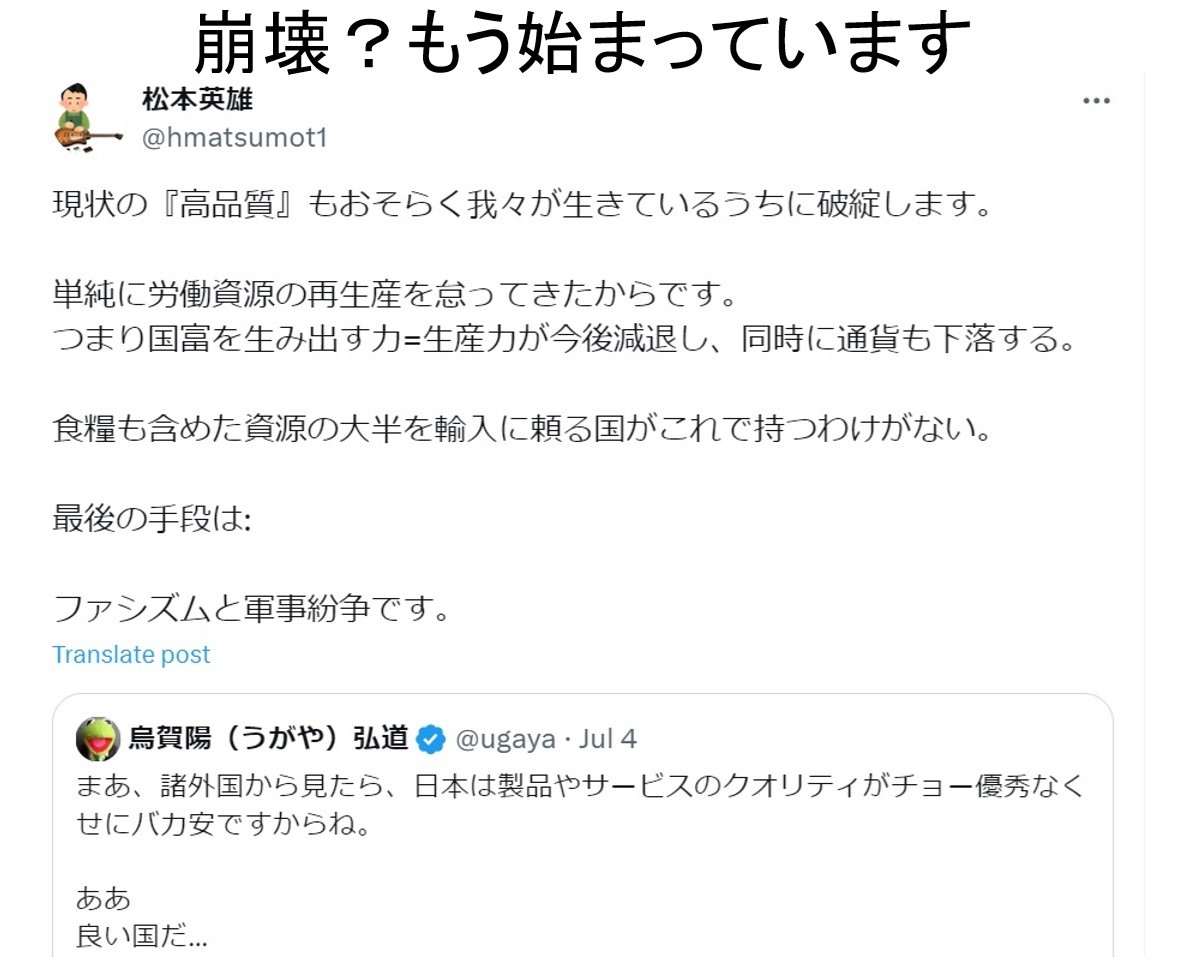 崩壊？もう始まっています
松本英雄
@hmatsumot1
現状の『高品質』もおそらく我々が生きているうちに破綻します。
単純に労働資源の再生産を怠ってきたからです。
つまり国富を生み出す力=生産力が今後減退し、同時に通貨も下落する。
食糧も含めた資源の大半を輸入に頼る国がこれで持つわけがない。
最後の手段は:
ファシズムと軍事紛争です。
Translate post
烏賀陽（うがや）弘道 @ugaya · Jul 4
まあ、諸外国から見たら、日本は製品やサービスのクオリティがチョー優秀なく
せにバカ安ですからね。
ああ
良い国だ...